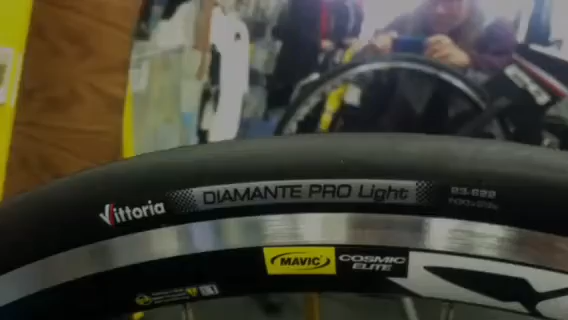 Vittoria
DIAMANTE PRO Light
23-622
MAVIC
COSMIC
ELITE